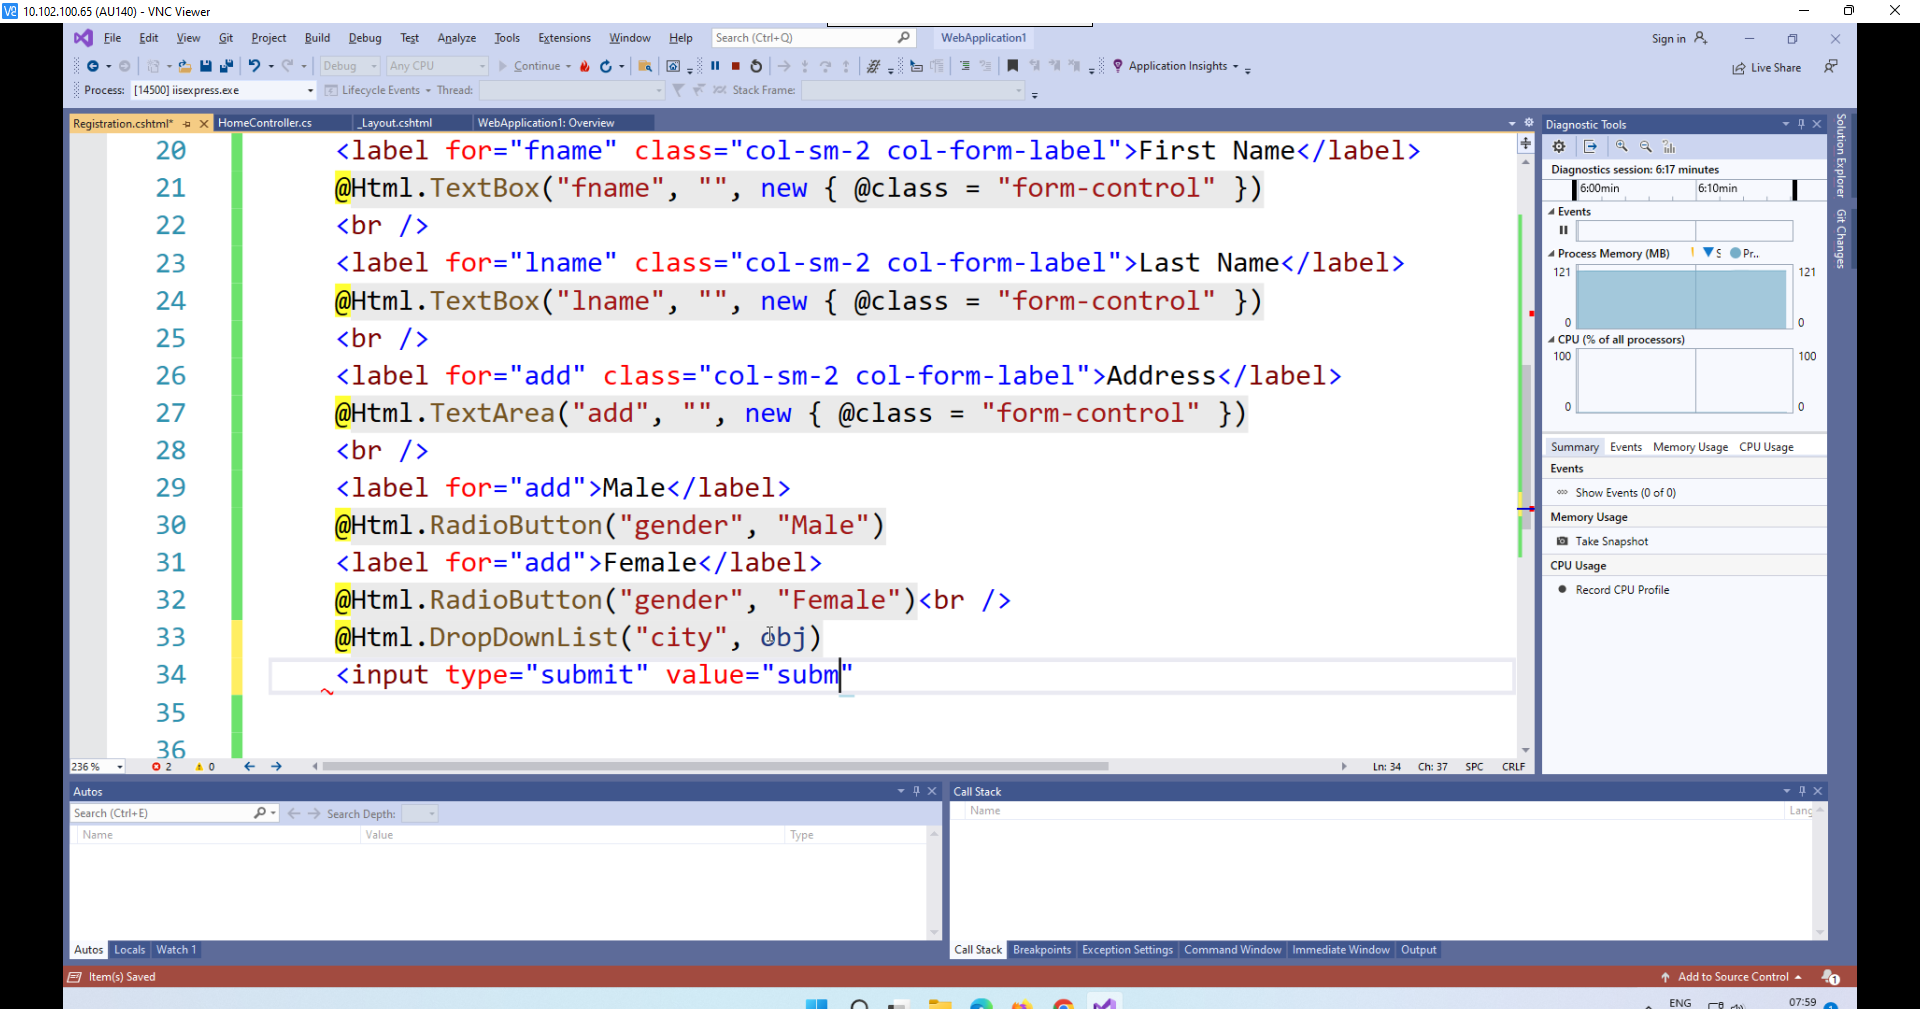 10.102.100.65 (AU140) - VNC Viewer
File Edit View Git Project Build Debug Test Analyze Tools Extensions Window Help Search (Ctrl+Q) WebApplication1 Sign in
Debug Any CPU Continue Application Insights Live Share
Process: [14500] iisexpress.exe Lifecycle Events Thread: Stack Frame:
Registration.cshtml* HomeController.cs _Layout.cshtml WebApplication1: Overview
20 <label for="fname" class="col-sm-2 col-form-label">First Name</label>
21 @Html.TextBox("fname", "", new { @class = "form-control" })
22 <br />
23 <label for="lname" class="col-sm-2 col-form-label">Last Name</label>
24 @Html.TextBox("lname", "", new { @class = "form-control" })
25 <br />
26 <label for="add" class="col-sm-2 col-form-label">Address</label>
27 @Html.TextArea("add", "", new { @class = "form-control" })
28 <br />
29 <label for="add">Male</label>
30 @Html.RadioButton("gender", "Male")
31 <label for="add">Female</label>
32 @Html.RadioButton("gender", "Female")<br />
33 @Html.DropDownList("city", obj)
34 <input type="submit" value="subm"
35
36
236 % 2 0 Ln: 34 Ch: 37 SPC CRLF
Diagnostic Tools
Diagnostics session: 6:17 minutes
6:00min 6:10min
Events
Process Memory (MB) S Pr..
121 121
0 0
CPU (% of all processors)
100 100
0 0
Summary Events Memory Usage CPU Usage
Events
Show Events (0 of 0)
Memory Usage
Take Snapshot
CPU Usage
Record CPU Profile
Solution Explorer
Git Changes
Autos
Search (Ctrl+E) Search Depth:
Name Value Type
Autos Locals Watch 1
Call Stack
Name Lang
Call Stack Breakpoints Exception Settings Command Window Immediate Window Output
Item(s) Saved Add to Source Control 1
ENG 07:59